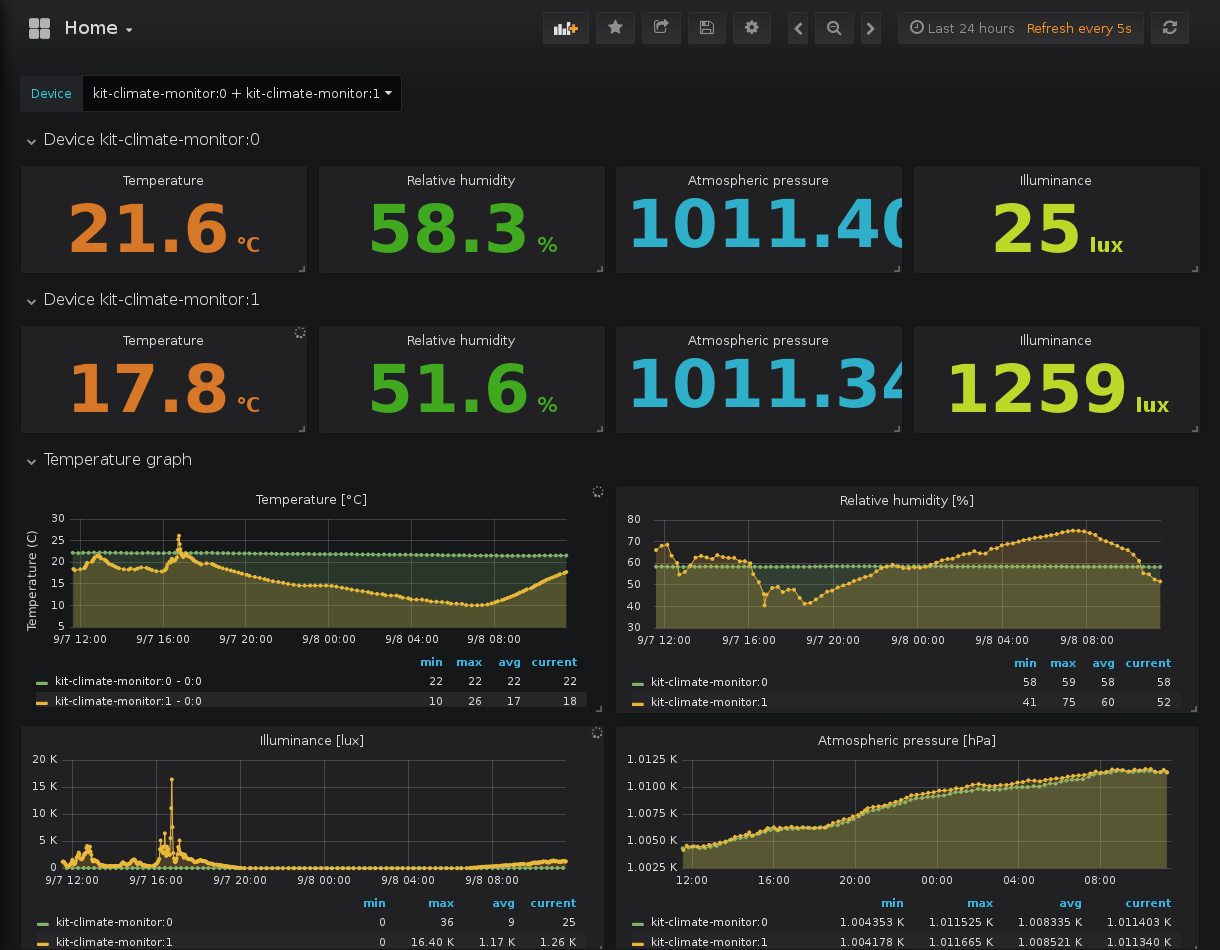 Home
Last 24 hours Refresh every 5s
Device kit-climate-monitor:0 + kit-climate-monitor:1
Device kit-climate-monitor:0
Temperature Relative humidity Atmospheric pressure Illuminance
21.6 °C 58.3 % 1011.40 25 lux
Device kit-climate-monitor:1
Temperature Relative humidity Atmospheric pressure Illuminance
17.8 °C 51.6 % 1011.34 1259 lux
Temperature graph
Temperature [°C]
Temperature (C)
30
25
20
15
10
5
9/7 12:00 9/7 16:00 9/7 20:00 9/8 00:00 9/8 04:00 9/8 08:00
min max avg current
kit-climate-monitor:0 - 0:0 22 22 22 22
kit-climate-monitor:1 - 0:0 10 26 17 18
Relative humidity [%]
80
70
60
50
40
30
9/7 12:00 9/7 16:00 9/7 20:00 9/8 00:00 9/8 04:00 9/8 08:00
min max avg current
kit-climate-monitor:0 58 59 58 58
kit-climate-monitor:1 41 75 60 52
Illuminance [lux]
20 K
15 K
10 K
5 K
0
9/7 12:00 9/7 16:00 9/7 20:00 9/8 00:00 9/8 04:00 9/8 08:00
min max avg current
kit-climate-monitor:0 0 36 9 25
kit-climate-monitor:1 0 16.40 K 1.17 K 1.26 K
Atmospheric pressure [hPa]
1.0125 K
1.0100 K
1.0075 K
1.0050 K
1.0025 K
12:00 16:00 20:00 00:00 04:00 08:00
min max avg current
kit-climate-monitor:0 1.004353 K 1.011525 K 1.008335 K 1.011403 K
kit-climate-monitor:1 1.004178 K 1.011665 K 1.008521 K 1.011340 K